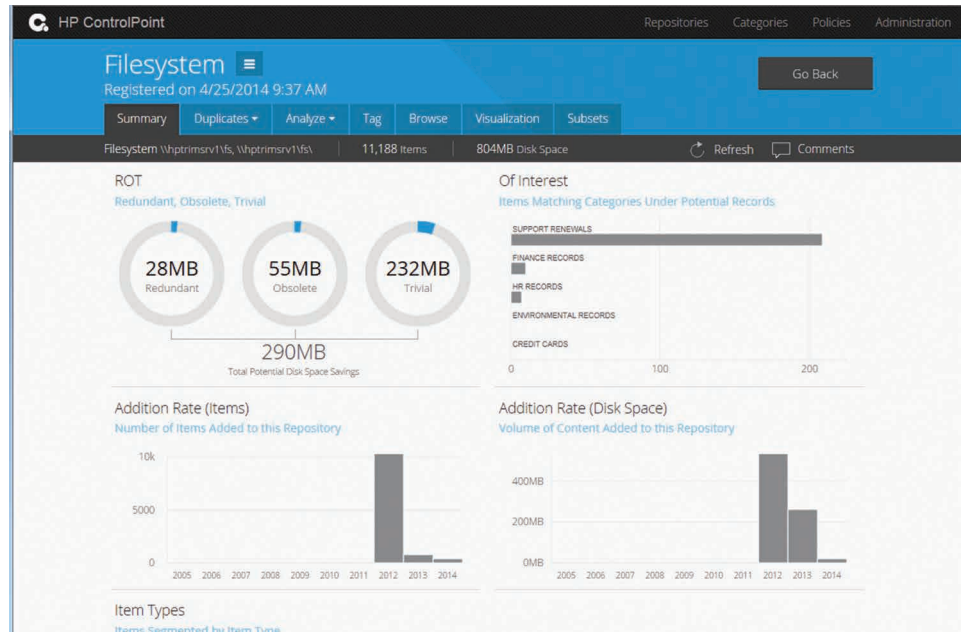 HP ControlPoint
Repositories Categories Policies Administration
Filesystem
Registered on 4/25/2014 9:37 AM
Go Back
Summary Duplicates Analyze Tag Browse Visualization Subsets
Filesystem \\hptrimsrv1\fs, \\hptrimsrv1\fs\ 11,188 Items 804MB Disk Space Refresh Comments
ROT
Redundant, Obsolete, Trivial
28MB 55MB 232MB
Redundant Obsolete Trivial
290MB
Total Potential Disk Space Savings
Of Interest
Items Matching Categories Under Potential Records
SUPPORT RENEWALS
FINANCE RECORDS
HR RECORDS
ENVIRONMENTAL RECORDS
CREDIT CARDS
0 100 200
Addition Rate (Items)
Number of Items Added to this Repository
10k
5000
0
2005 2006 2007 2008 2009 2010 2011 2012 2013 2014
Addition Rate (Disk Space)
Volume of Content Added to this Repository
400MB
200MB
0MB
2005 2006 2007 2008 2009 2010 2011 2012 2013 2014
Item Types
Items Segmented by Item Type